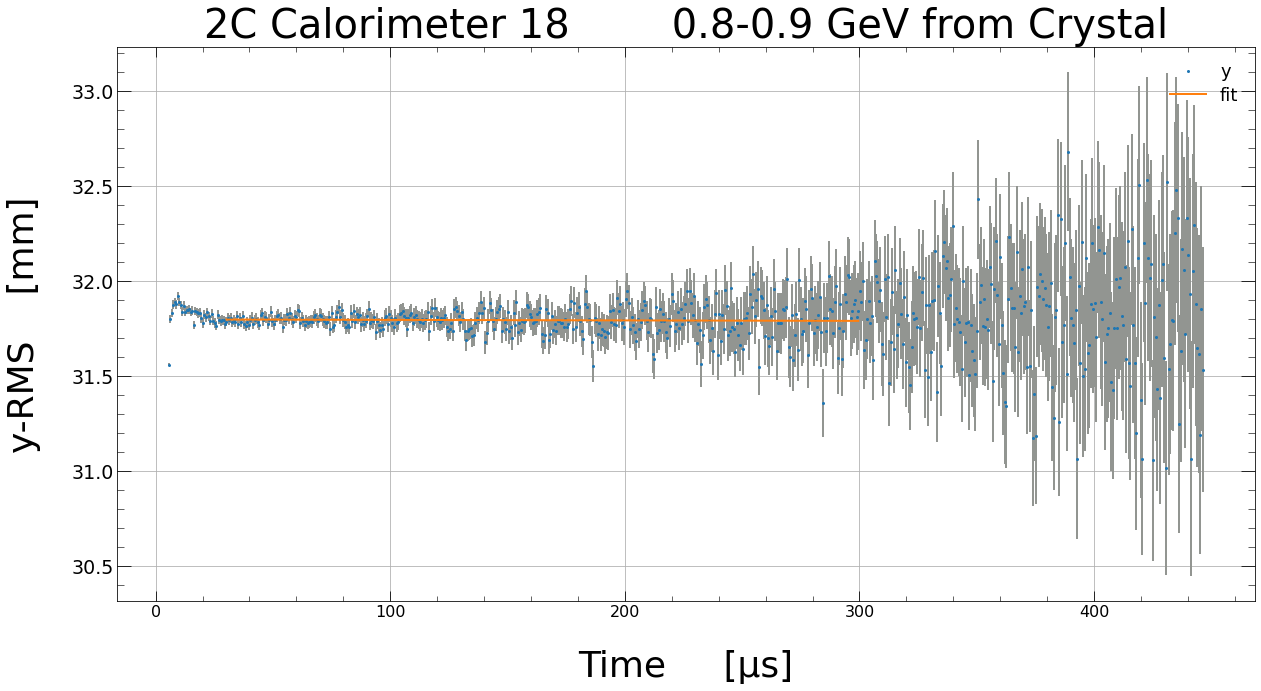 2C Calorimeter 18 0.8-0.9 GeV from Crystal
y
fit
33.0
32.5
32.0
31.5
31.0
30.5
y-RMS [mm]
0 100 200 300 400
Time [µs]